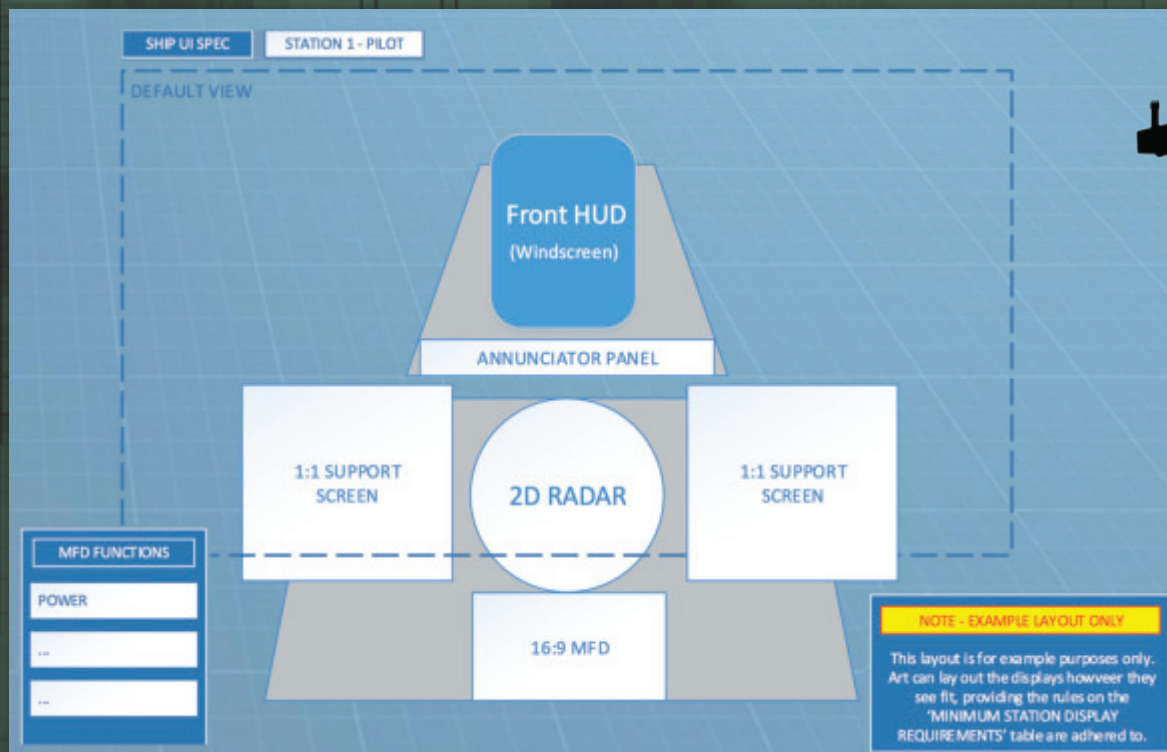 SHIP UI SPEC
STATION 1 - PILOT
DEFAULT VIEW
Front HUD
(Windscreen)
ANNUNCIATOR PANEL
1:1 SUPPORT
SCREEN
2D RADAR
1:1 SUPPORT
SCREEN
16:9 MFD
MFD FUNCTIONS
POWER
...
...
NOTE - EXAMPLE LAYOUT ONLY
This layout is for example purposes only.
Art can lay out the displays howveer they
see fit, providing the rules on the
'MINIMUM STATION DISPLAY
REQUIREMENTS' table are adhered to.